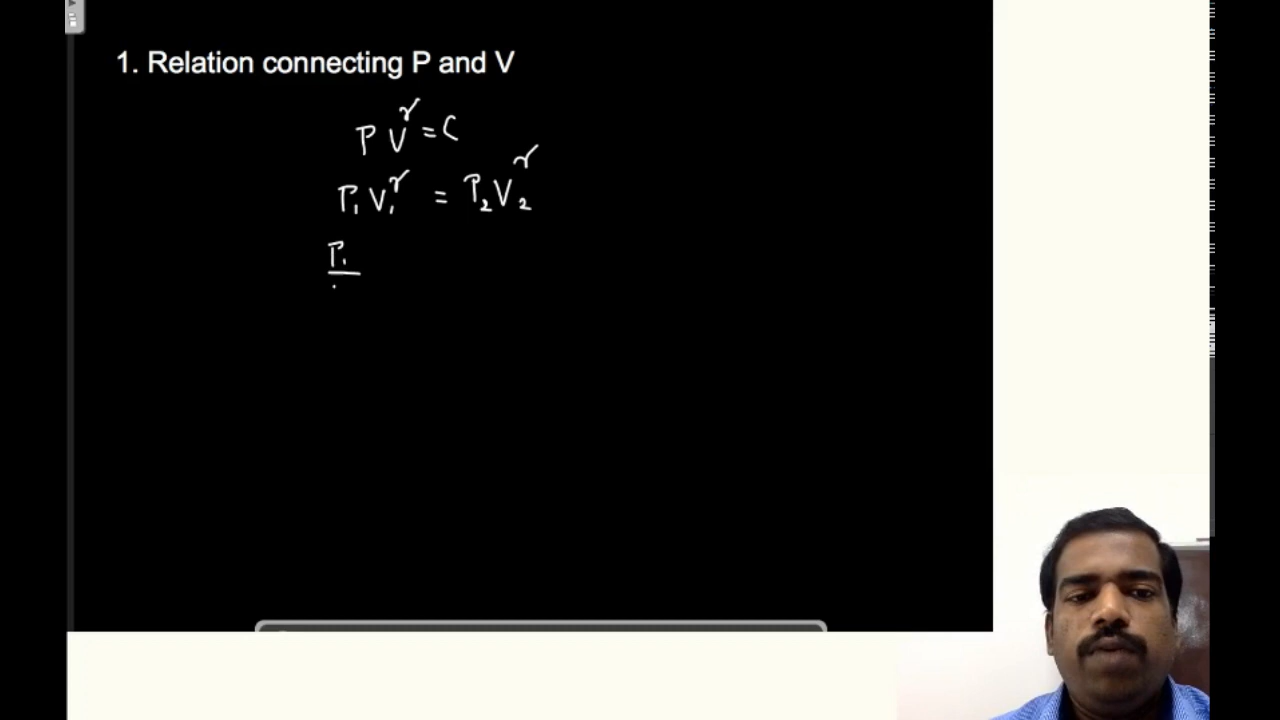 1. Relation connecting P and V
P V^γ = C
P₁ V₁^γ = P₂ V₂^γ
P₁